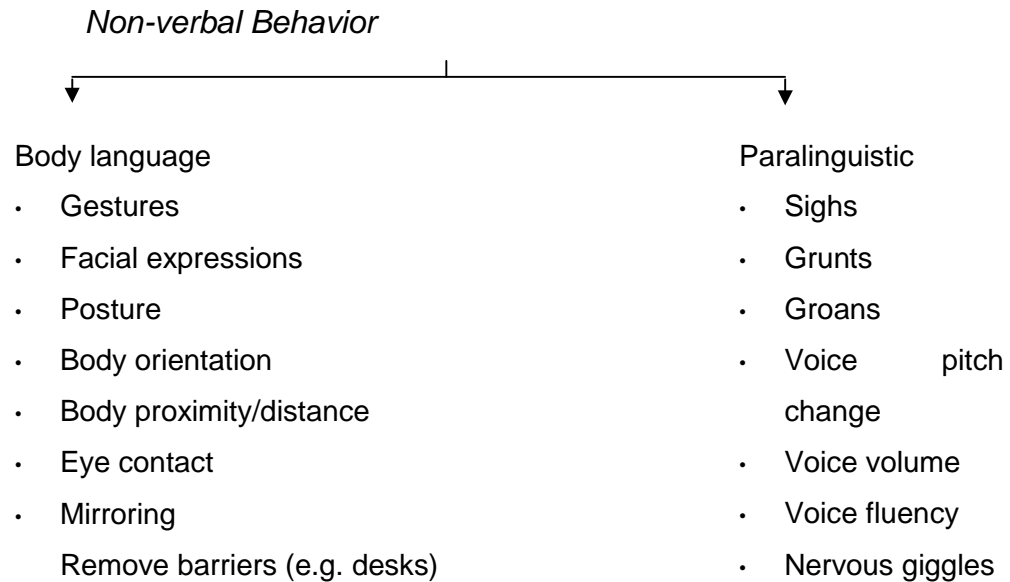 Non-verbal Behavior
Body language
• Gestures
• Facial expressions
• Posture
• Body orientation
• Body proximity/distance
• Eye contact
• Mirroring
Remove barriers (e.g. desks)
Paralinguistic
• Sighs
• Grunts
• Groans
• Voice pitch
change
• Voice volume
• Voice fluency
• Nervous giggles